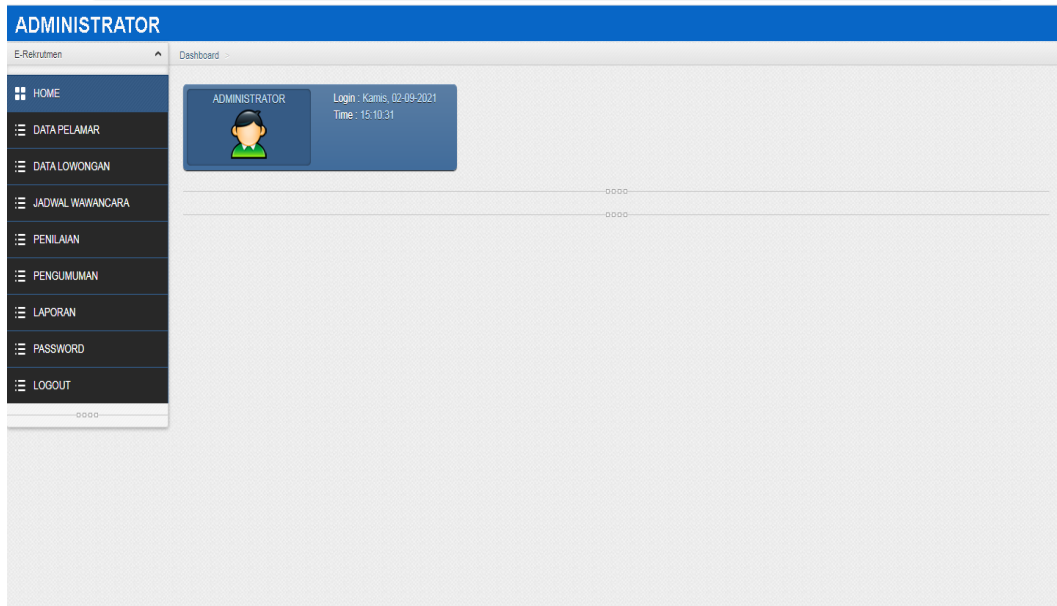 ADMINISTRATOR
E-Rekrutmen
Dashboard >
HOME
DATA PELAMAR
DATA LOWONGAN
JADWAL WAWANCARA
PENILAIAN
PENGUMUMAN
LAPORAN
PASSWORD
LOGOUT
ADMINISTRATOR
Login : Kamis, 02-09-2021
Time : 15:10:31